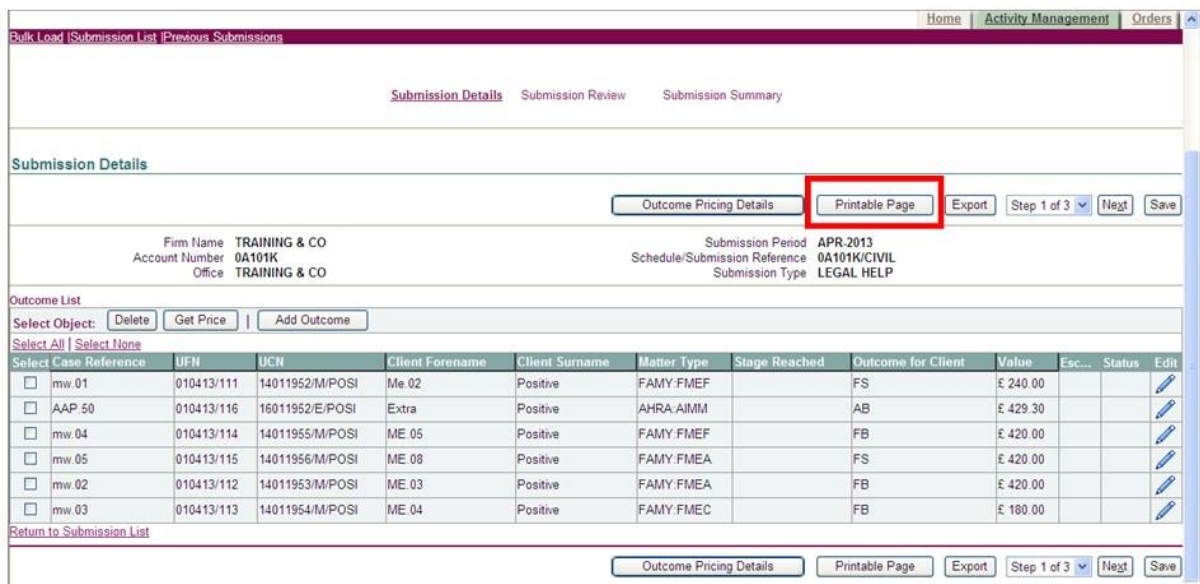 Home Activity Management Orders
Bulk Load |Submission List |Previous Submissions
Submission Details Submission Review Submission Summary
Submission Details
Outcome Pricing Details Printable Page Export Step 1 of 3 Next Save
Firm Name TRAINING & CO Submission Period APR-2013
Account Number 0A101K Schedule/Submission Reference 0A101K/CIVIL
Office TRAINING & CO Submission Type LEGAL HELP
Outcome List
Select Object: Delete Get Price | Add Outcome
Select All | Select None
Select Case Reference UFN UCN Client Forename Client Surname Matter Type Stage Reached Outcome for Client Value Esc... Status Edit
mw.01 010413/111 14011952/M/POSI Me.02 Positive FAMY:FMEF FS £ 240.00
AAP.50 010413/116 16011952/E/POSI Extra Positive AHRA:AIMM AB £ 429.30
mw.04 010413/114 14011955/M/POSI ME.05 Positive FAMY:FMEF FB £ 420.00
mw.05 010413/115 14011956/M/POSI ME.08 Positive FAMY:FMEA FS £ 420.00
mw.02 010413/112 14011953/M/POSI ME.03 Positive FAMY:FMEA FB £ 420.00
mw.03 010413/113 14011954/M/POSI ME.04 Positive FAMY:FMEC FB £ 180.00
Return to Submission List
Outcome Pricing Details Printable Page Export Step 1 of 3 Next Save